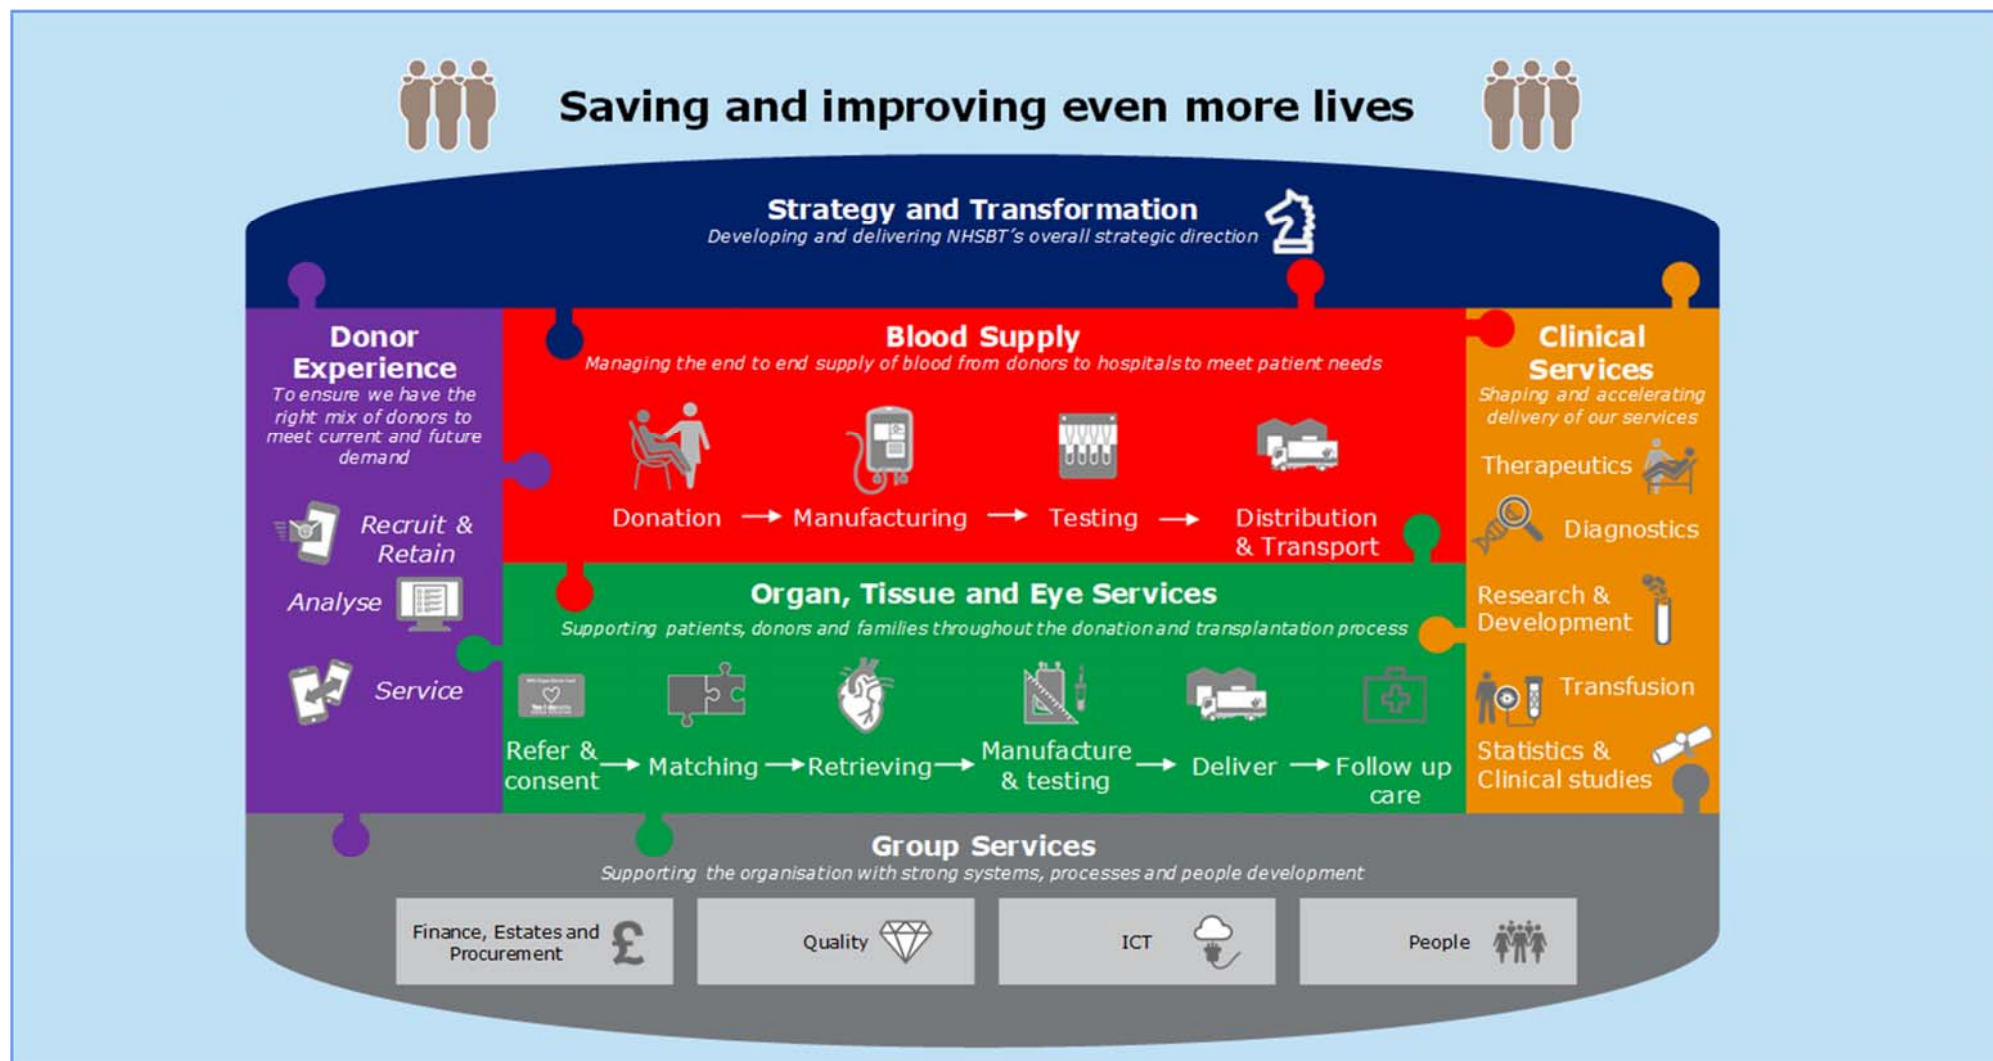 Saving and improving even more lives
Strategy and Transformation
Developing and delivering NHSBT's overall strategic direction
Donor
Experience
To ensure we have the
right mix of donors to
meet current and future
demand
Recruit &
Retain
Analyse
Service
Blood Supply
Managing the end to end supply of blood from donors to hospitals to meet patient needs
Donation
Manufacturing
Testing
Distribution
& Transport
Organ, Tissue and Eye Services
Supporting patients, donors and families throughout the donation and transplantation process
Refer &
consent
Matching
Retrieving
Manufacture
& testing
Deliver
Follow up
care
Clinical
Services
Shaping and accelerating
delivery of our services
Therapeutics
Diagnostics
Research &
Development
Transfusion
Statistics &
Clinical studies
Group Services
Supporting the organisation with strong systems, processes and people development
Finance, Estates and
Procurement
£
Quality
ICT
People